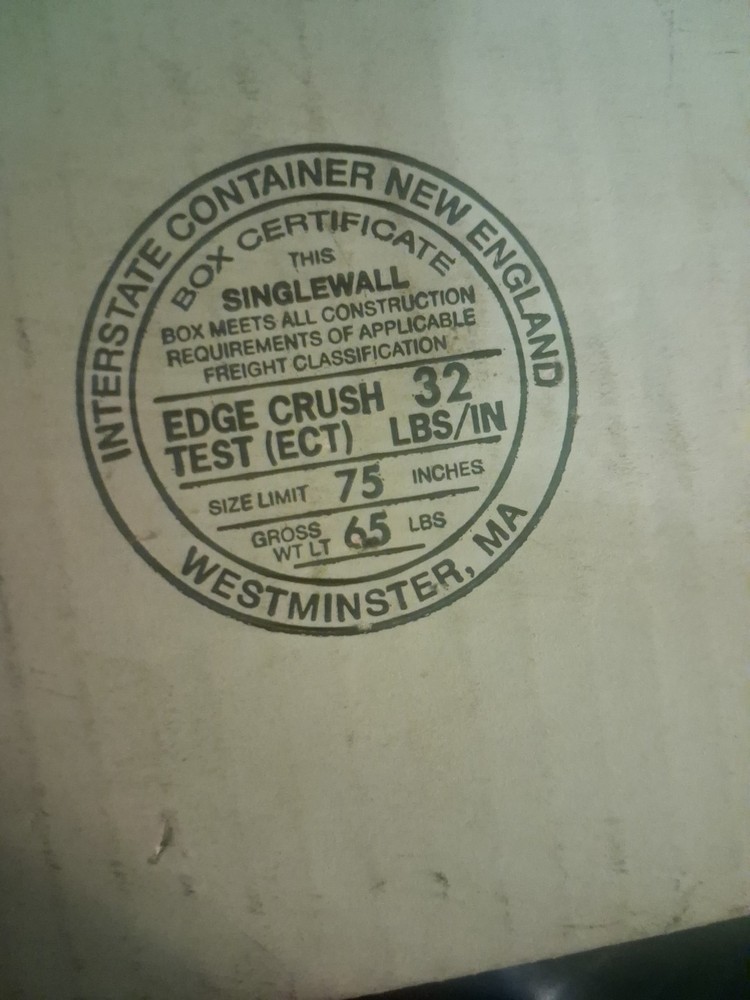 INTERSTATE CONTAINER NEW ENGLAND
BOX CERTIFICATE
THIS
SINGLEWALL
BOX MEETS ALL CONSTRUCTION
REQUIREMENTS OF APPLICABLE
FREIGHT CLASSIFICATION
EDGE CRUSH 32
TEST (ECT) LBS/IN
SIZE LIMIT 75 INCHES
GROSS
WT LT 65 LBS
WESTMINSTER, MA